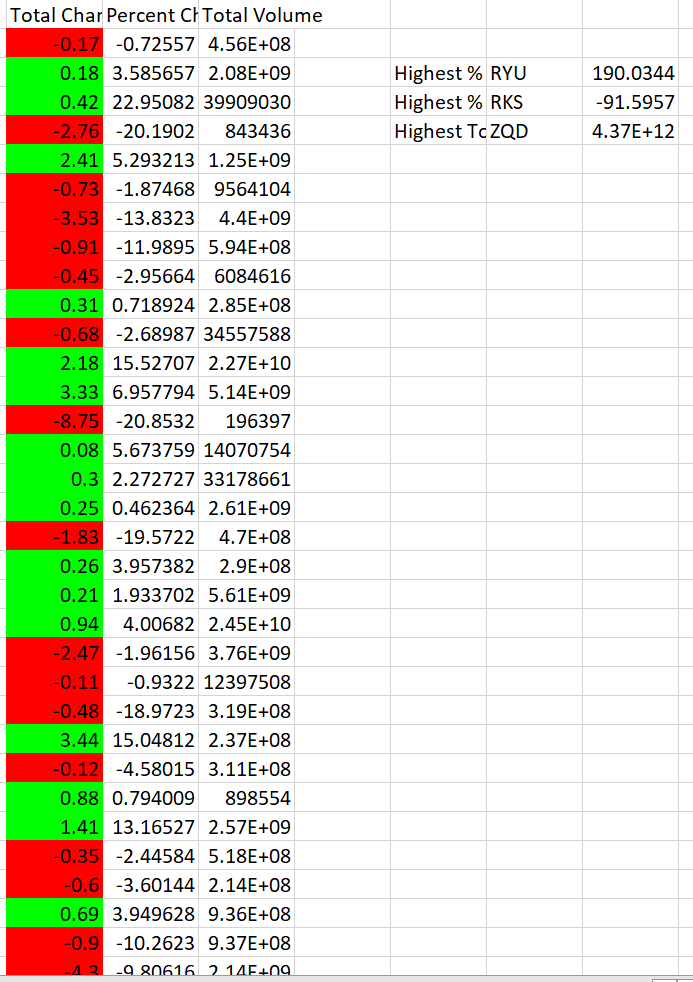 Total Char Percent Ch Total Volume
-0.17 -0.72557 4.56E+08
0.18 3.585657 2.08E+09 Highest % RYU 190.0344
0.42 22.95082 39909030 Highest % RKS -91.5957
-2.76 -20.1902 843436 Highest To ZQD 4.37E+12
2.41 5.293213 1.25E+09
-0.73 -1.87468 9564104
-3.53 -13.8323 4.4E+09
-0.91 -11.9895 5.94E+08
-0.45 -2.95664 6084616
0.31 0.718924 2.85E+08
-0.68 -2.68987 34557588
2.18 15.52707 2.27E+10
3.33 6.957794 5.14E+09
-8.75 -20.8532 196397
0.08 5.673759 14070754
0.3 2.272727 33178661
0.25 0.462364 2.61E+09
-1.83 -19.5722 4.7E+08
0.26 3.957382 2.9E+08
0.21 1.933702 5.61E+09
0.94 4.00682 2.45E+10
-2.47 -1.96156 3.76E+09
-0.11 -0.9322 12397508
-0.48 -18.9723 3.19E+08
3.44 15.04812 2.37E+08
-0.12 -4.58015 3.11E+08
0.88 0.794009 898554
1.41 13.16527 2.57E+09
-0.35 -2.44584 5.18E+08
-0.6 -3.60144 2.14E+08
0.69 3.949628 9.36E+08
-0.9 -10.2623 9.37E+08
-4.3 -9.80616 2.14E+09